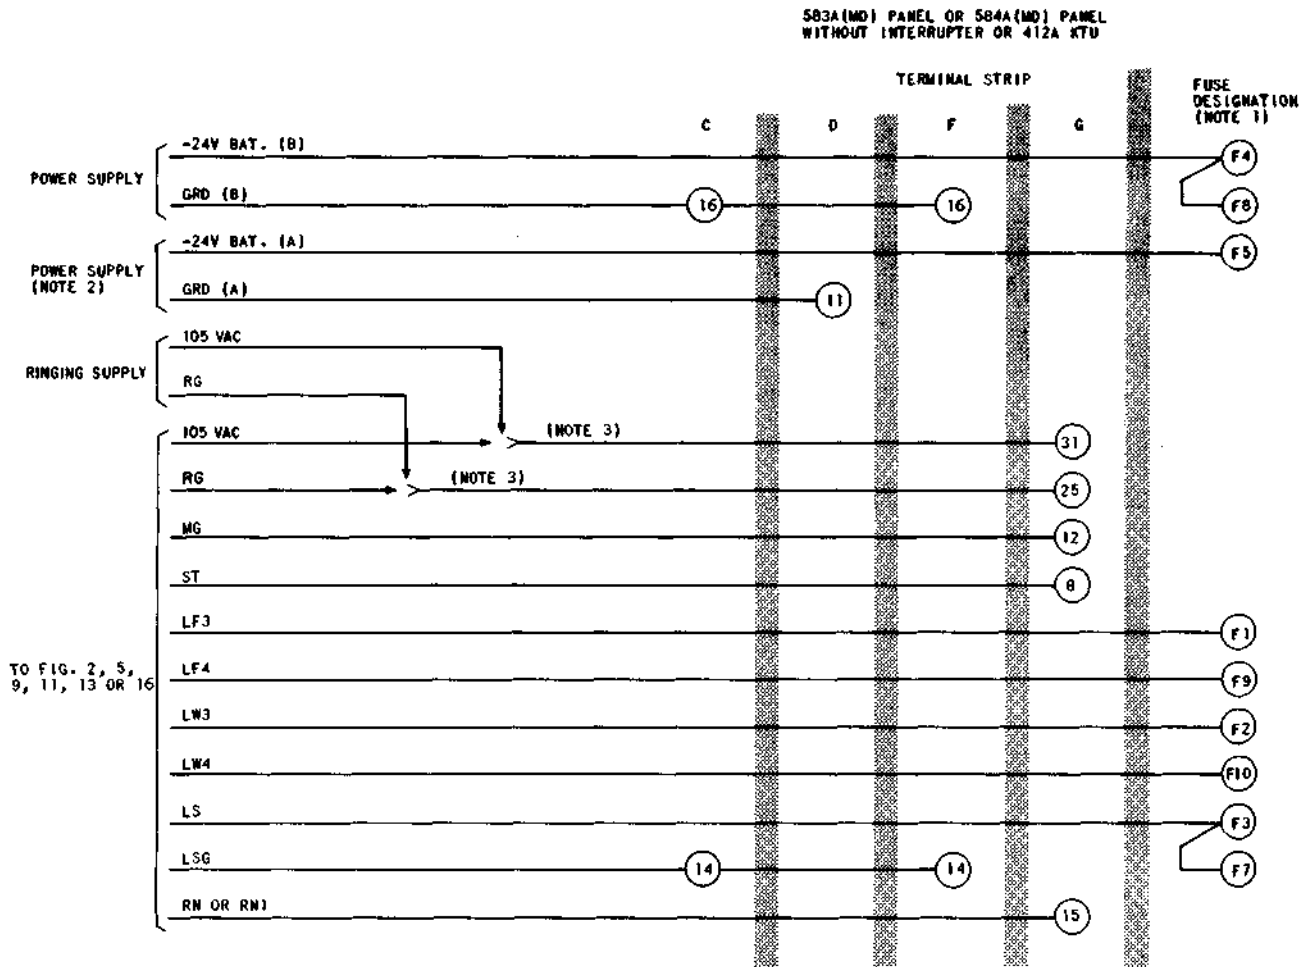 583A(MD) PANEL OR 584A(MD) PANEL
WITHOUT INTERRUPTER OR 412A KTU
TERMINAL STRIP
FUSE
DESIGNATION
(NOTE 1)
C D F G
-24V BAT. (B) F4
POWER SUPPLY
GRD (B) 16 16 F8
-24V BAT. (A) F5
POWER SUPPLY
(NOTE 2)
GRD (A) 11
105 VAC
RINGING SUPPLY
RG
105 VAC (NOTE 3) 31
RG (NOTE 3) 25
MG 12
ST 8
LF3 F1
TO FIG. 2, 5,
9, 11, 13 OR 16
LF4 F9
LW3 F2
LW4 F10
LS F3
LSG 14 14 F7
RN OR RN1 15